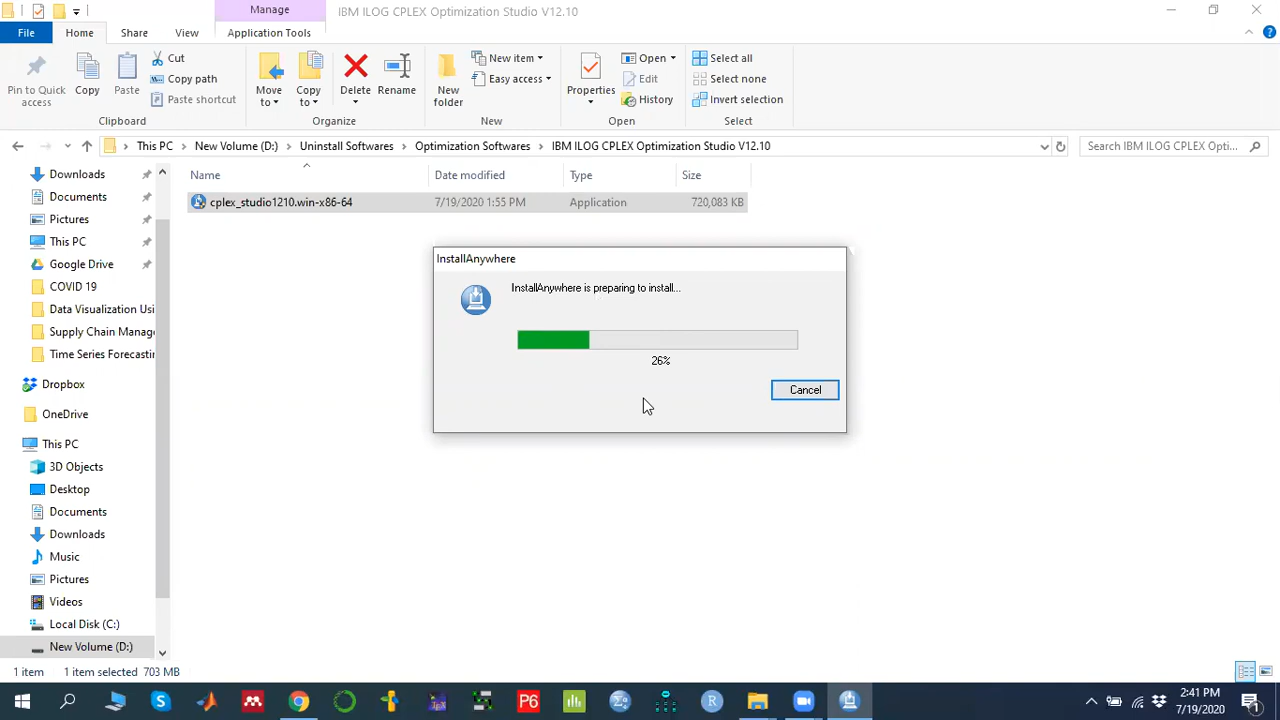 Manage
IBM ILOG CPLEX Optimization Studio V12.10
File
Home
Share
View
Application Tools
Pin to Quick access
Copy
Paste
Cut
Copy path
Paste shortcut
Clipboard
Move to
Copy to
Delete
Rename
Organize
New folder
New item
Easy access
New
Properties
Open
Edit
History
Open
Select all
Select none
Invert selection
Select
This PC
New Volume (D:)
Uninstall Softwares
Optimization Softwares
IBM ILOG CPLEX Optimization Studio V12.10
Search IBM ILOG CPLEX Opti...
Name
Date modified
Type
Size
cplex_studio1210.win-x86-64
7/19/2020 1:55 PM
Application
720,083 KB
Downloads
Documents
Pictures
This PC
Google Drive
COVID 19
Data Visualization Usi
Supply Chain Manag
Time Series Forecasti
Dropbox
OneDrive
This PC
3D Objects
Desktop
Documents
Downloads
Music
Pictures
Videos
Local Disk (C:)
New Volume (D:)
InstallAnywhere
InstallAnywhere is preparing to install...
26%
Cancel
1 item
1 item selected 703 MB
P6
2:41 PM
7/19/2020
1